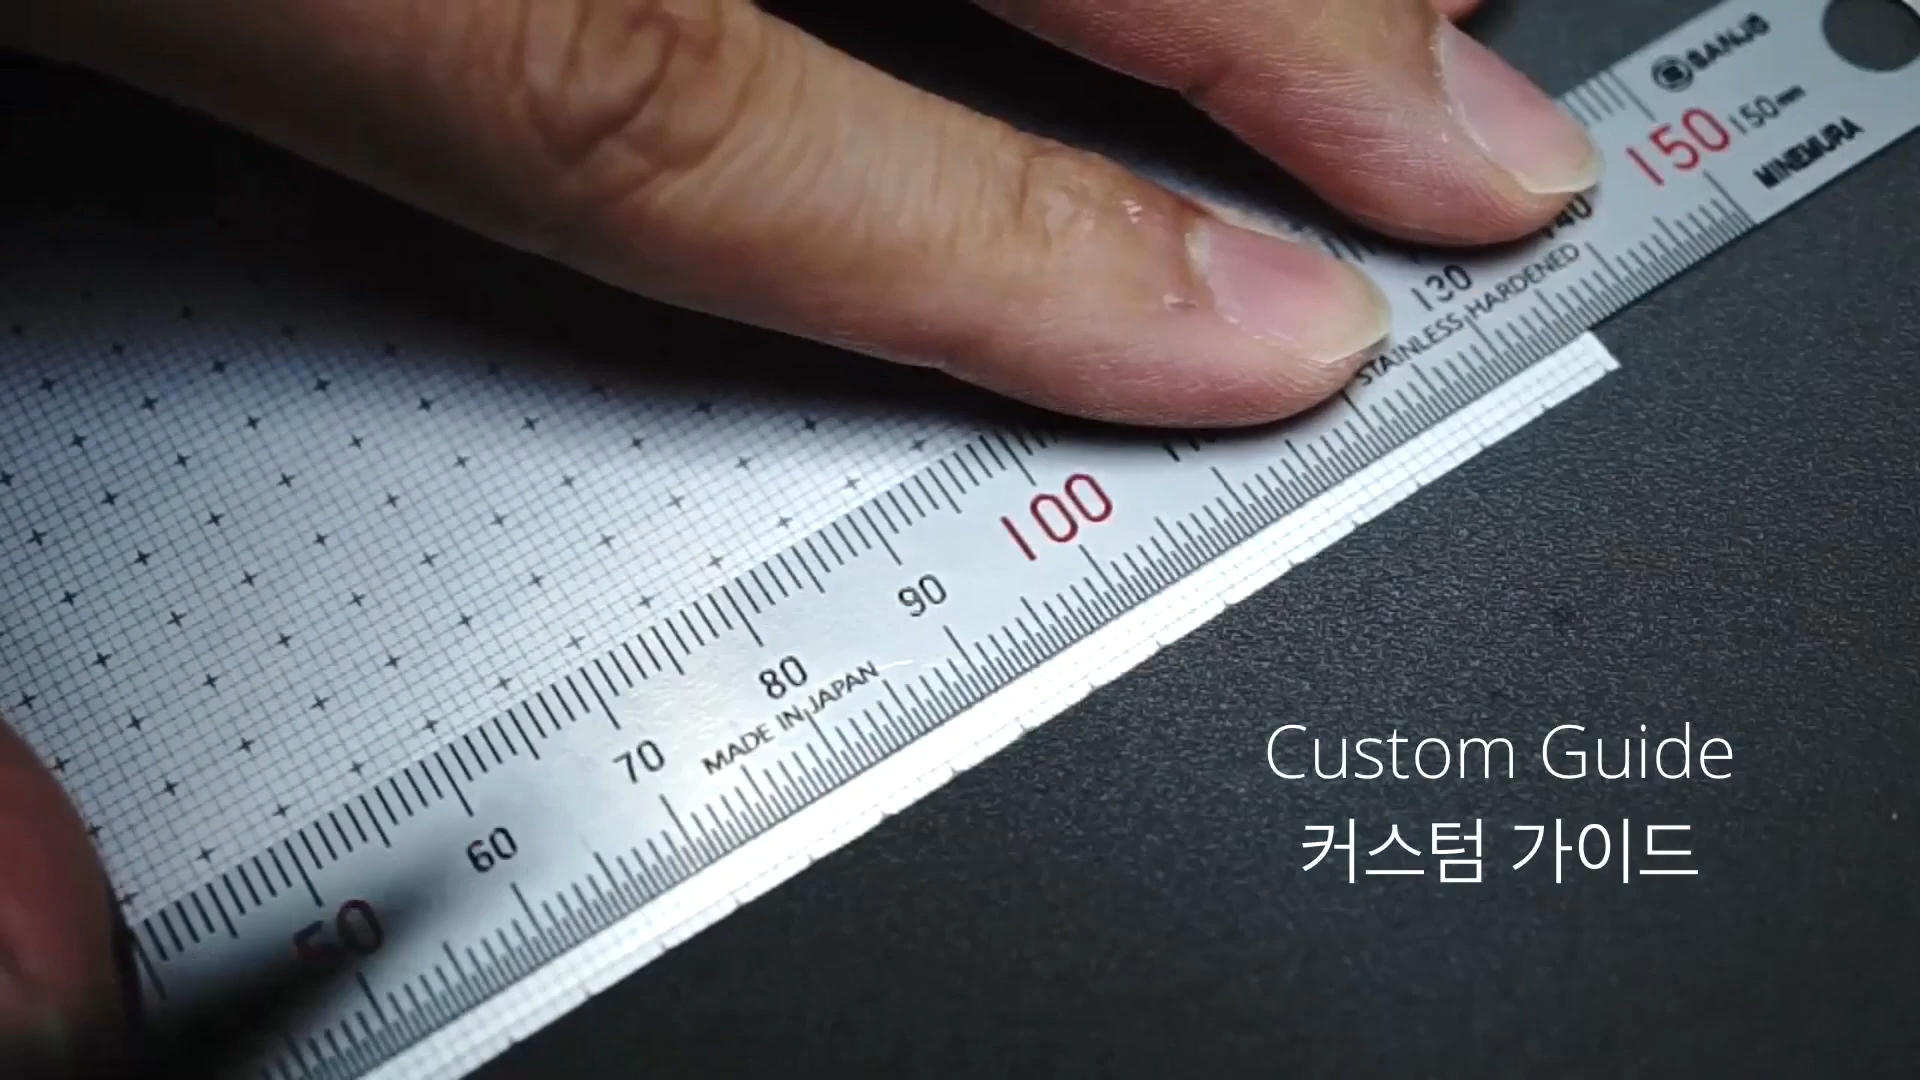 SANJO
150 150mm
MINEMURA
140
130
STAINLESS HARDENED
100
90
80
MADE IN JAPAN
70
60
50
Custom Guide
커스텀 가이드